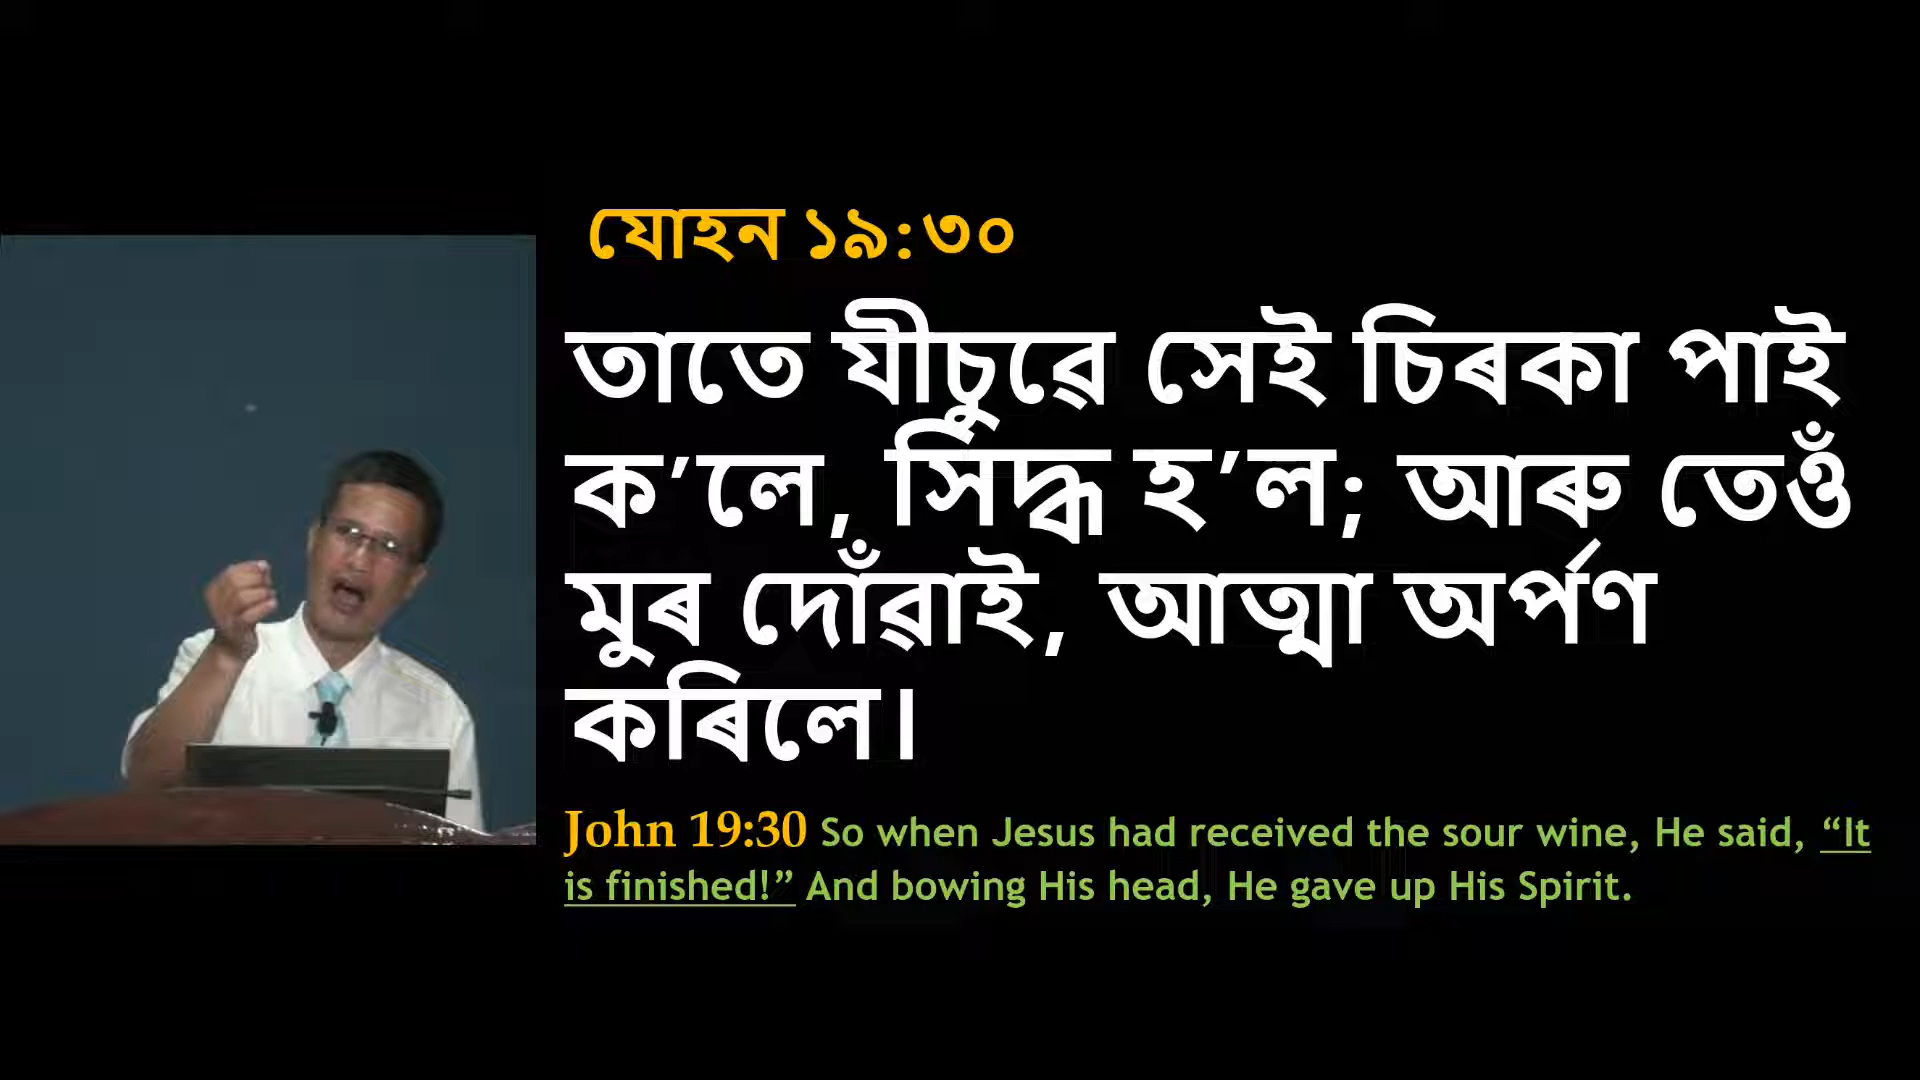 যোহন ১৯:৩০
তাতে যীচুৱে সেই চিৰকা পাই
ক’লে, সিদ্ধ হ’ল; আৰু তেওঁ
মুৰ দোঁৱাই, আত্মা অৰ্পণ
কৰিলে।
John 19:30 So when Jesus had received the sour wine, He said, “It
is finished!” And bowing His head, He gave up His Spirit.